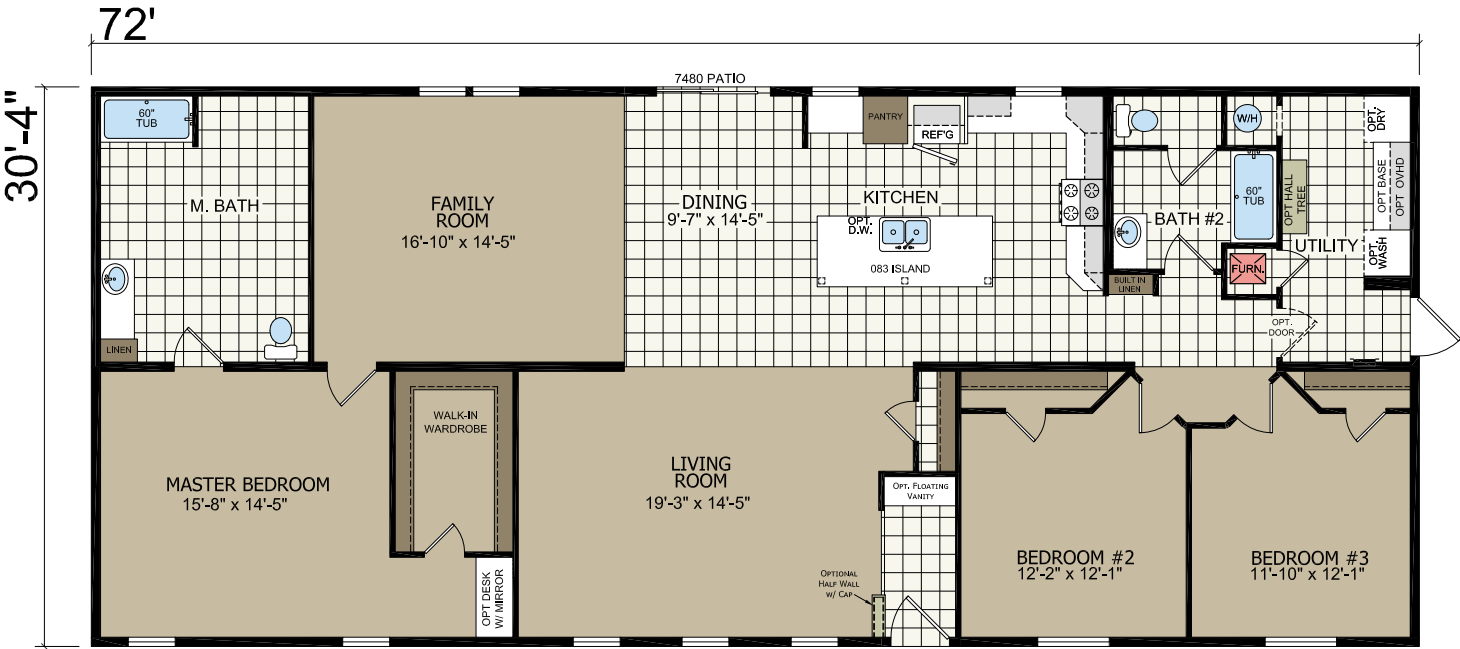 72'
30'-4"
7480 PATIO
60"
TUB
M. BATH
LINEN
FAMILY
ROOM
16'-10" x 14'-5"
DINING
9'-7" x 14'-5"
PANTRY
REF'G
KITCHEN
OPT.
D.W.
083 ISLAND
W/H
BATH #2
60"
TUB
BUILT IN
LINEN
FURN.
OPT HALL
TREE
UTILITY
OPT.
DRY
OPT BASE
OPT OVHD
OPT.
WASH
OPT.
DOOR
MASTER BEDROOM
15'-8" x 14'-5"
WALK-IN
WARDROBE
OPT DESK
W/ MIRROR
LIVING
ROOM
19'-3" x 14'-5"
OPT. FLOATING
VANITY
OPTIONAL
HALF WALL
W/ CAP
BEDROOM #2
12'-2" x 12'-1"
BEDROOM #3
11'-10" x 12'-1"